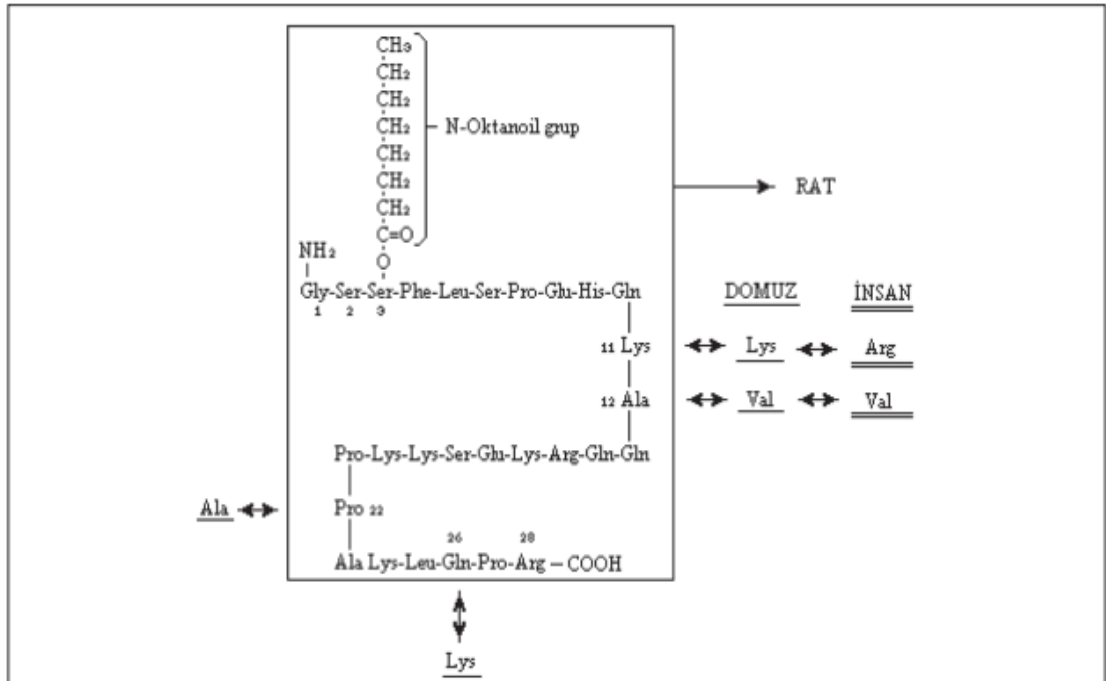 CH3
CH2
CH2
CH2 N-Oktanoil grup
CH2
CH2
CH2
C=O
O
RAT
NH2
Gly-Ser-Ser-Phe-Leu-Ser-Pro-Glu-His-Gln
1 2 3
DOMUZ İNSAN
11 Lys Lys Arg
12 Ala Val Val
Pro-Lys-Lys-Ser-Glu-Lys-Arg-Gln-Gln
Ala Pro 22
26 28
Ala Lys-Leu-Gln-Pro-Arg – COOH
Lys